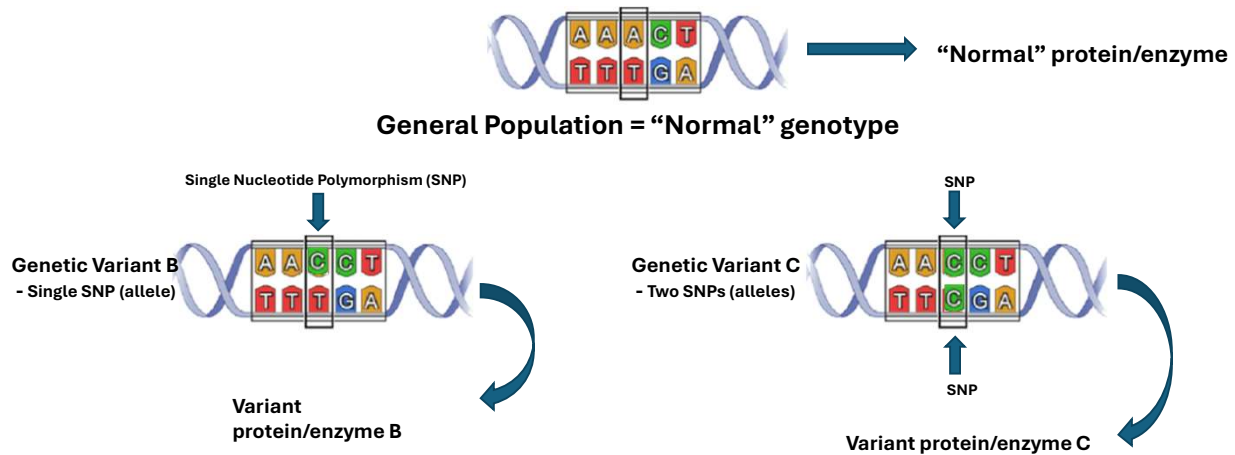 A A A C T
T T T G A
“Normal” protein/enzyme
General Population = “Normal” genotype
Single Nucleotide Polymorphism (SNP)
Genetic Variant B
- Single SNP (allele)
A A C C T
T T T G A
Variant
protein/enzyme B
SNP
Genetic Variant C
- Two SNPs (alleles)
A A C C T
T T C G A
SNP
Variant protein/enzyme C